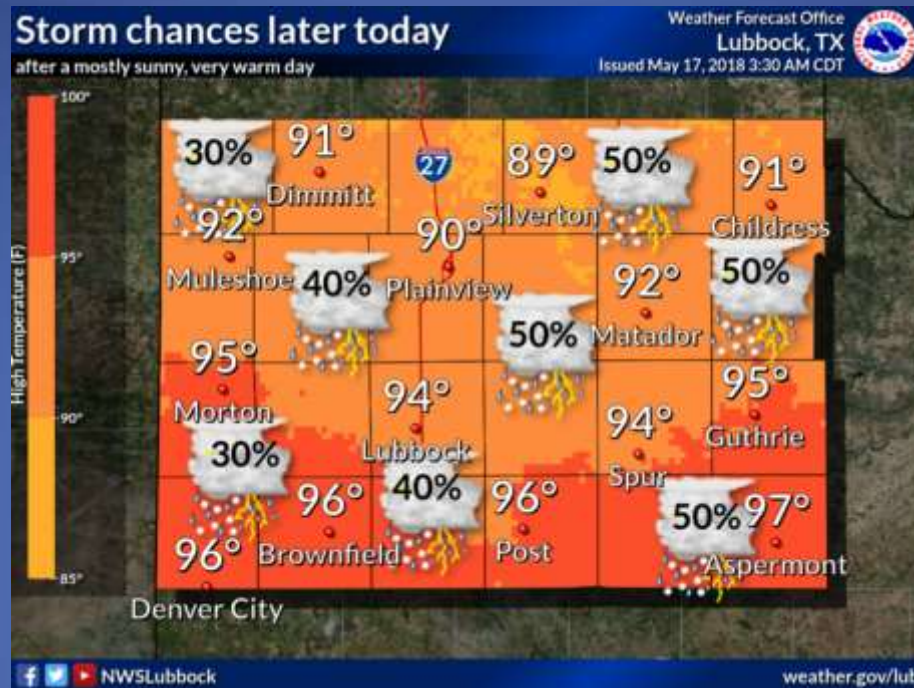 Storm chances later today
after a mostly sunny, very warm day
Weather Forecast Office
Lubbock, TX
Issued May 17, 2018 3:30 AM CDT
High Temperature (F)
100°
95°
90°
85°
30%
91°
Dimmitt
27
89°
Silverton
50%
91°
Childress
92°
Muleshoe
40%
90°
Plainview
50%
92°
Matador
50%
95°
Morton
30%
94°
Lubbock
40%
94°
Spur
95°
Guthrie
96°
Denver City
96°
Brownfield
96°
Post
50%
97°
Aspermont
NWSLubbock
weather.gov/lub